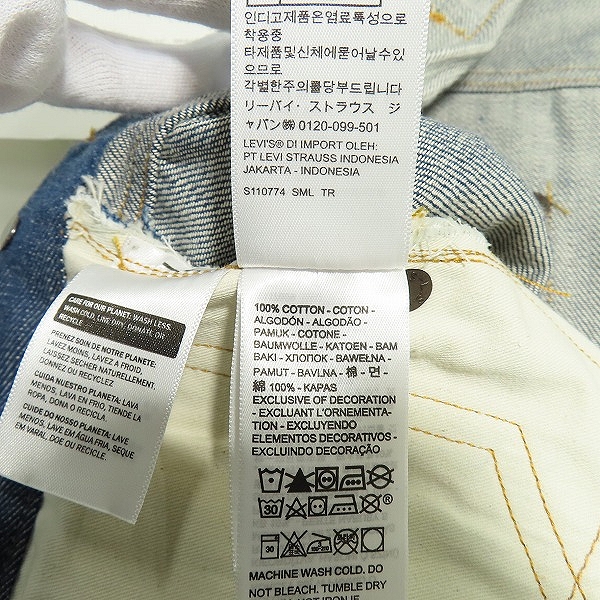 인디고제품은염료특성으로
착용중
타제품및신체에묻어날수있
으므로
각별한주의를당부드립니다
リーバイ・ストラウス ジ
ャパン㈱ 0120-099-501
LEVI'S® DI IMPORT OLEH:
PT LEVI STRAUSS INDONESIA
JAKARTA - INDONESIA
S110774 SML TR
CARE FOR OUR PLANET: WASH LESS,
WASH COLD, LINE DRY, DONATE OR
RECYCLE
PRENEZ SOIN DE NOTRE PLANETE:
LAVEZ MOINS, LAVEZ A FROID,
LAISSEZ SECHER NATURELLEMENT,
DONNEZ OU RECYCLEZ
CUIDA NUESTRO PLANETA: LAVA
MENOS, LAVA EN FRIO, TIENDE LA
ROPA, DONA O RECICLA.
CUIDE DO NOSSO PLANETA: LAVE
MENOS, LAVE EM ÁGUA FRIA, SEQUE
EM VARAL, DOE OU RECICLE.
100% COTTON - COTON -
ALGODÓN - ALGODÃO -
PAMUK - COTONE -
BAUMWOLLE - KATOEN - BAM
BAKI - ХЛОПОК - BAWEŁNA -
PAMUT - BAVLNA - 棉 - 면 -
綿 100% - KAPAS
EXCLUSIVE OF DECORATION
- EXCLUANT L'ORNEMENTA-
TION - EXCLUYENDO
ELEMENTOS DECORATIVOS -
EXCLUINDO DECORAÇÃO
MACHINE WASH COLD. DO
NOT BLEACH. TUMBLE DRY